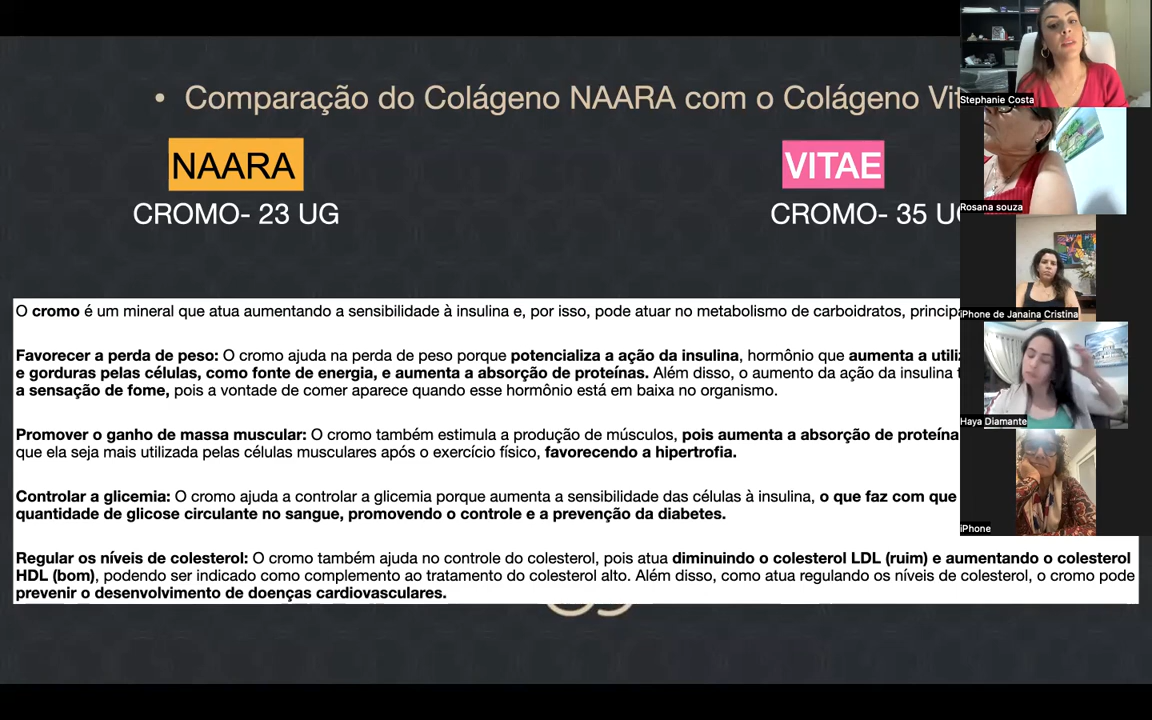 • Comparação do Colágeno NAARA com o Colágeno
NAARA
VITAE
CROMO- 23 UG
CROMO- 35
O cromo é um mineral que atua aumentando a sensibilidade à insulina e, por isso, pode atuar no metabolismo de carboidratos,
Favorecer a perda de peso: O cromo ajuda na perda de peso porque potencializa a ação da insulina, hormônio que aumenta a
e gorduras pelas células, como fonte de energia, e aumenta a absorção de proteínas. Além disso, o aumento da ação da insulina
a sensação de fome, pois a vontade de comer aparece quando esse hormônio está em baixa no organismo.
Promover o ganho de massa muscular: O cromo também estimula a produção de músculos, pois aumenta a absorção de proteína
que ela seja mais utilizada pelas células musculares após o exercício físico, favorecendo a hipertrofia.
Controlar a glicemia: O cromo ajuda a controlar a glicemia porque aumenta a sensibilidade das células à insulina, o que faz com que
quantidade de glicose circulante no sangue, promovendo o controle e a prevenção da diabetes.
Regular os níveis de colesterol: O cromo também ajuda no controle do colesterol, pois atua diminuindo o colesterol LDL (ruim) e aumentando o colesterol
HDL (bom), podendo ser indicado como complemento ao tratamento do colesterol alto. Além disso, como atua regulando os níveis de colesterol, o cromo pode
prevenir o desenvolvimento de doenças cardiovasculares.
Stephanie Costa
Rosana souza
iPhone de Janaina Cristina
Haya Diamante
iPhone